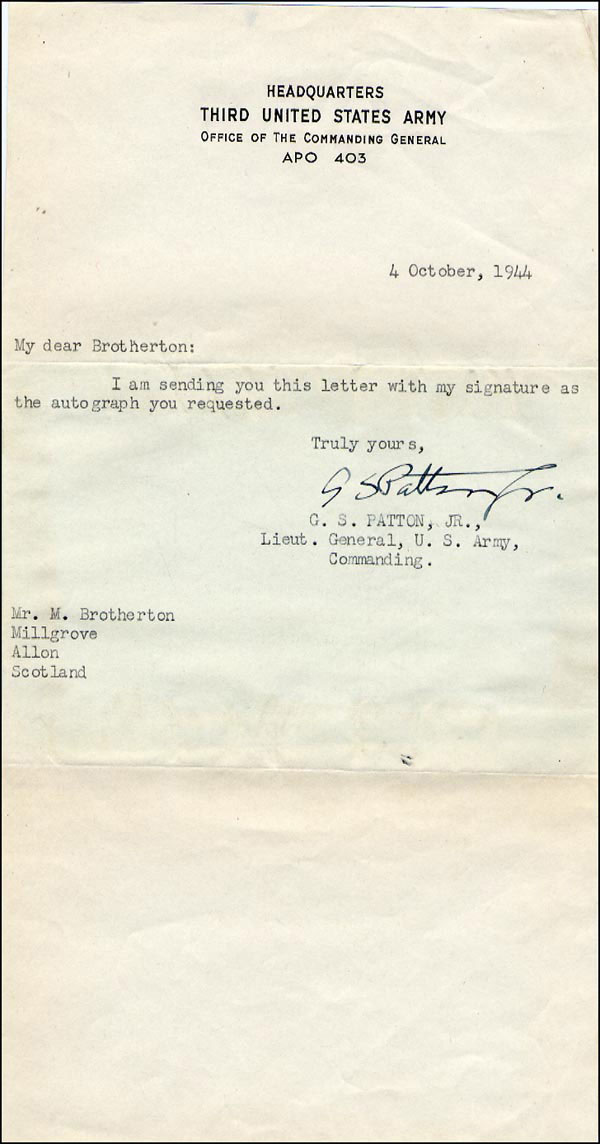 HEADQUARTERS
THIRD UNITED STATES ARMY
OFFICE OF THE COMMANDING GENERAL
APO 403
4 October, 1944
My dear Brotherton:
I am sending you this letter with my signature as
the autograph you requested.
Truly yours,
G S Patton Jr.
G. S. PATTON, JR.,
Lieut. General, U. S. Army,
Commanding.
Mr. M. Brotherton
Millgrove
Allon
Scotland